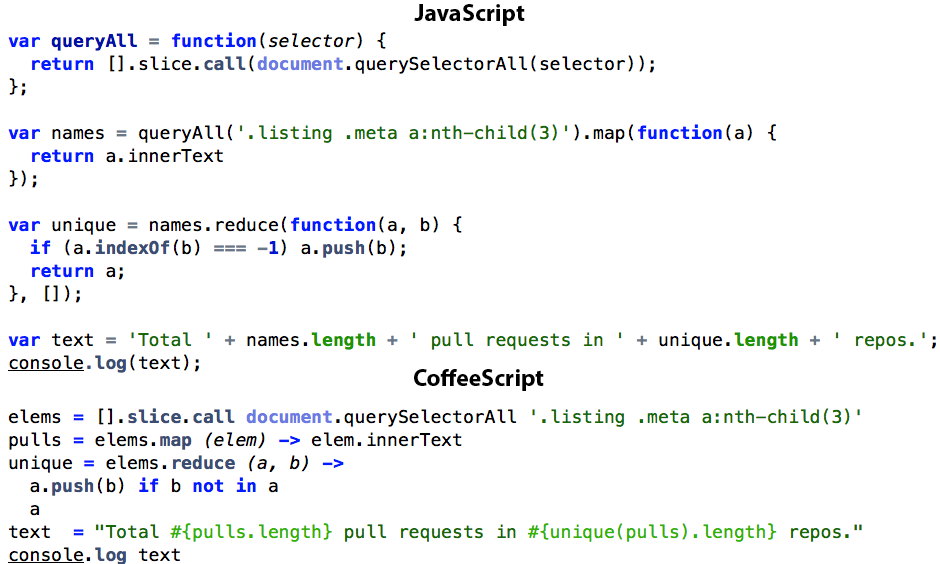 JavaScript
var queryAll = function(selector) {
  return [].slice.call(document.querySelectorAll(selector));
};
var names = queryAll('.listing .meta a:nth-child(3)').map(function(a) {
  return a.innerText
});
var unique = names.reduce(function(a, b) {
  if (a.indexOf(b) === -1) a.push(b);
  return a;
}, []);
var text = 'Total ' + names.length + ' pull requests in ' + unique.length + ' repos.';
console.log(text);
CoffeeScript
elems = [].slice.call document.querySelectorAll '.listing .meta a:nth-child(3)'
pulls = elems.map (elem) -> elem.innerText
unique = elems.reduce (a, b) ->
  a.push(b) if b not in a
  a
text  = "Total #{pulls.length} pull requests in #{unique(pulls).length} repos."
console.log text